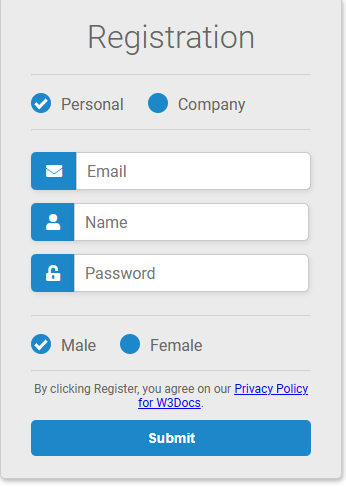 Registration
Personal Company
Email
Name
Password
Male Female
By clicking Register, you agree on our Privacy Policy
for W3Docs.
Submit